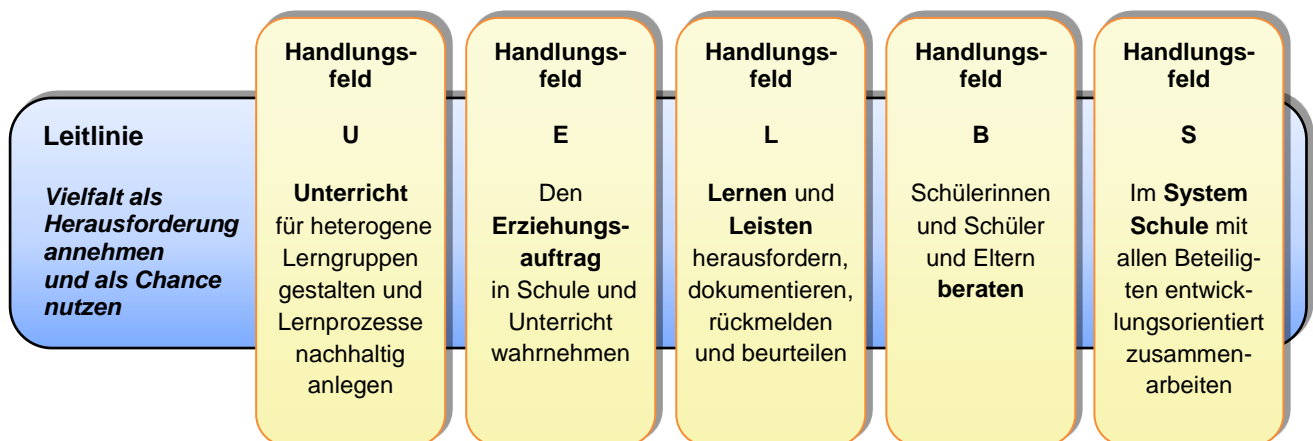 Leitlinie
Vielfalt als
Herausforderung
annehmen
und als Chance
nutzen
Handlungs-
feld
U
Unterricht
für heterogene
Lerngruppen
gestalten und
Lernprozesse
nachhaltig
anlegen
Handlungs-
feld
E
Den
Erziehungs-
auftrag
in Schule und
Unterricht
wahrnehmen
Handlungs-
feld
L
Lernen und
Leisten
herausfordern,
dokumentieren,
rückmelden
und beurteilen
Handlungs-
feld
B
Schülerinnen
und Schüler
und Eltern
beraten
Handlungs-
feld
S
Im System
Schule mit
allen Beteilig-
ten entwick-
lungsorientiert
zusammen-
arbeiten